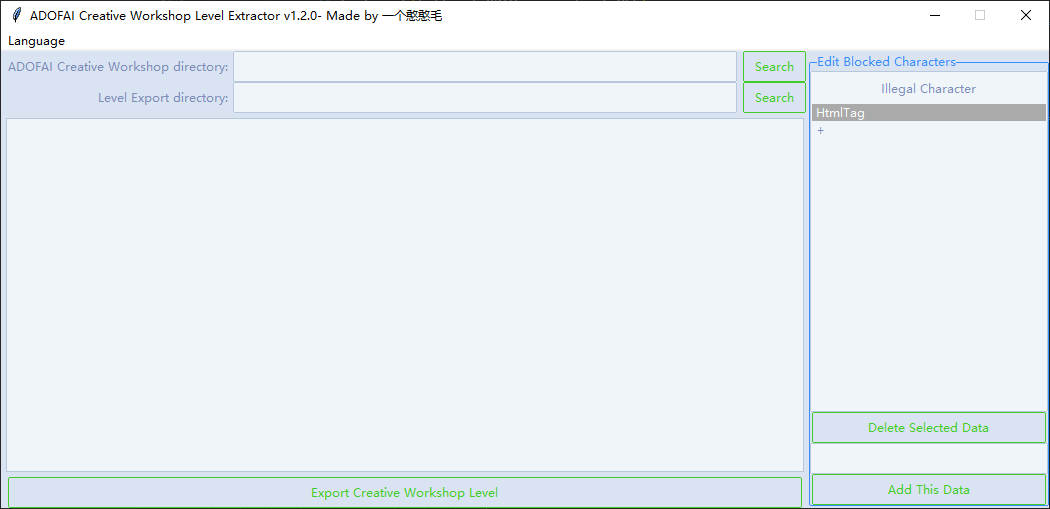 ADOFAI Creative Workshop Level Extractor v1.2.0- Made by 一个憨憨毛
Language
ADOFAI Creative Workshop directory:
Search
Level Export directory:
Search
Edit Blocked Characters
Illegal Character
HtmlTag
+
Delete Selected Data
Add This Data
Export Creative Workshop Level